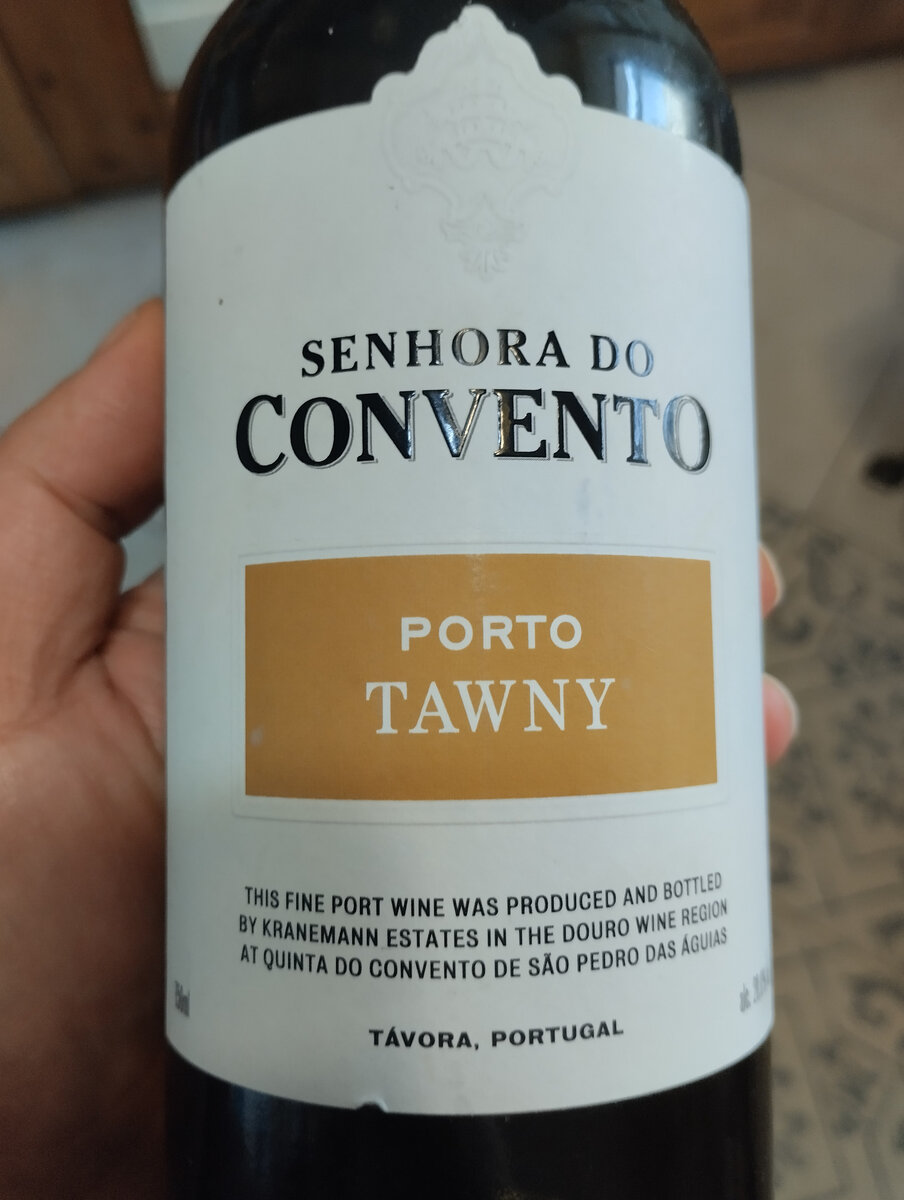 SENHORA DO
CONVENTO
PORTO
TAWNY
THIS FINE PORT WINE WAS PRODUCED AND BOTTLED
BY KRANEMANN ESTATES IN THE DOURO WINE REGION
AT QUINTA DO CONVENTO DE SÃO PEDRO DAS ÁGUIAS
alc.
TÁVORA, PORTUGAL